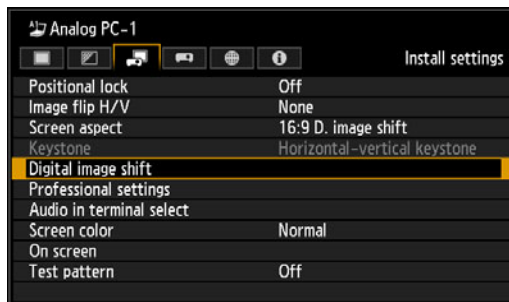 Analog PC-1
Install settings
Positional lock Off
Image flip H/V None
Screen aspect 16:9 D. image shift
Keystone Horizontal-vertical keystone
Digital image shift
Professional settings
Audio in terminal select
Screen color Normal
On screen
Test pattern Off